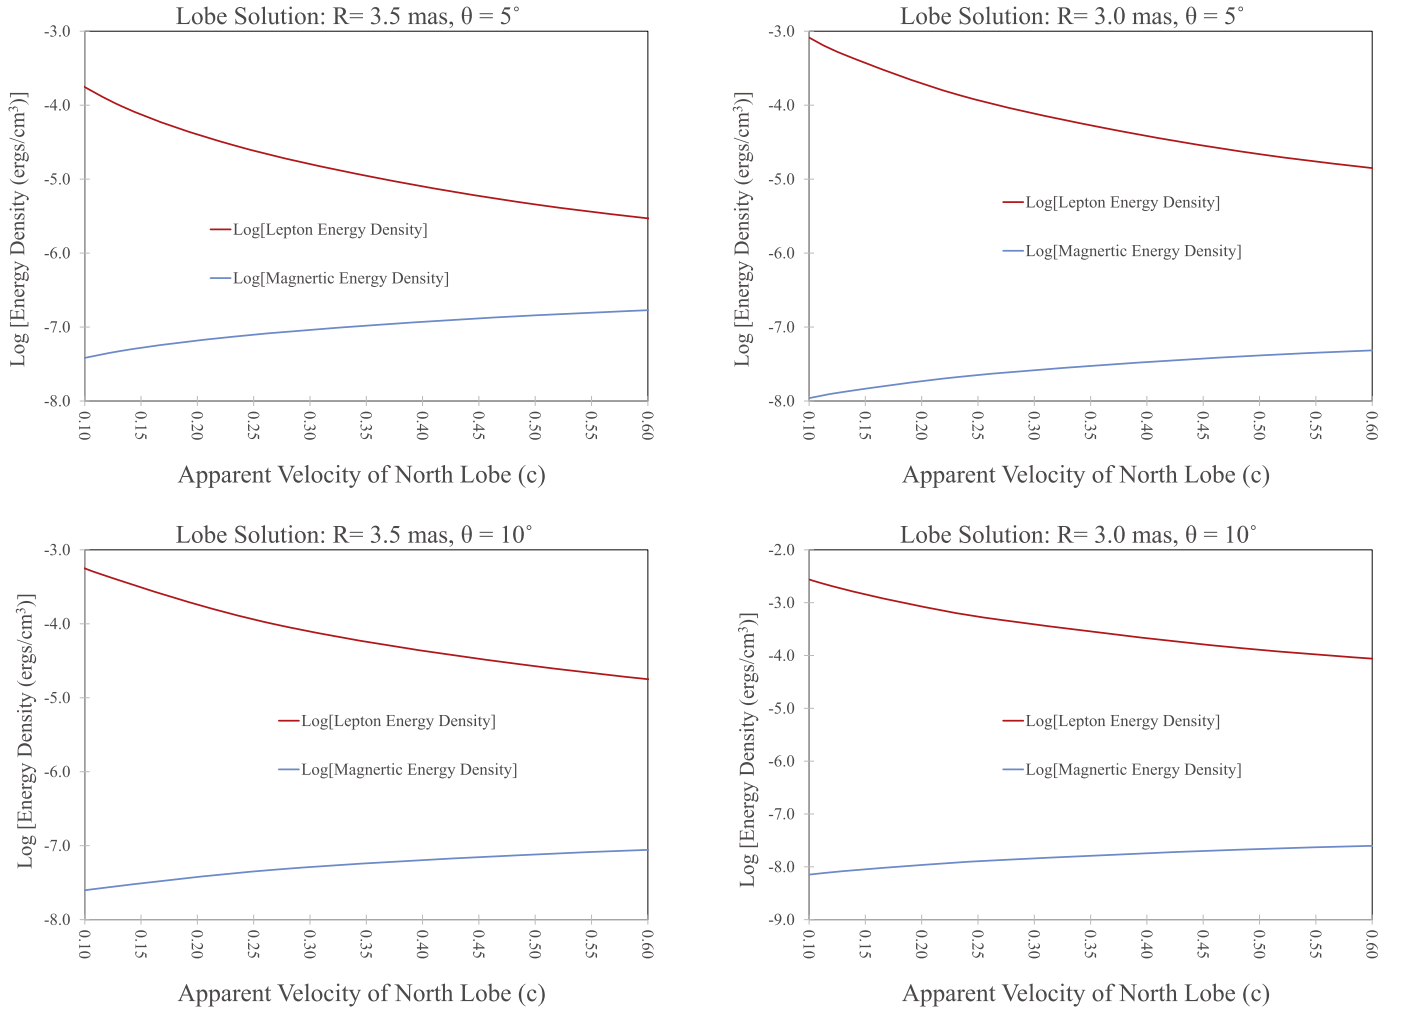 Lobe Solution: R= 3.5 mas, θ = 5˚
Log [Energy Density (ergs/cm³)]
-3.0
-4.0
-5.0
-6.0
-7.0
-8.0
Log[Lepton Energy Density]
Log[Magnertic Energy Density]
0.10 0.15 0.20 0.25 0.30 0.35 0.40 0.45 0.50 0.55 0.60
Apparent Velocity of North Lobe (c)
Lobe Solution: R= 3.0 mas, θ = 5˚
Log [Energy Density (ergs/cm³)]
-3.0
-4.0
-5.0
-6.0
-7.0
-8.0
Log[Lepton Energy Density]
Log[Magnertic Energy Density]
0.10 0.15 0.20 0.25 0.30 0.35 0.40 0.45 0.50 0.55 0.60
Apparent Velocity of North Lobe (c)
Lobe Solution: R= 3.5 mas, θ = 10˚
Log [Energy Density (ergs/cm³)]
-3.0
-4.0
-5.0
-6.0
-7.0
-8.0
Log[Lepton Energy Density]
Log[Magnertic Energy Density]
0.10 0.15 0.20 0.25 0.30 0.35 0.40 0.45 0.50 0.55 0.60
Apparent Velocity of North Lobe (c)
Lobe Solution: R= 3.0 mas, θ = 10˚
Log [Energy Density (ergs/cm³)]
-2.0
-3.0
-4.0
-5.0
-6.0
-7.0
-8.0
-9.0
Log[Lepton Energy Density]
Log[Magnertic Energy Density]
0.10 0.15 0.20 0.25 0.30 0.35 0.40 0.45 0.50 0.55 0.60
Apparent Velocity of North Lobe (c)